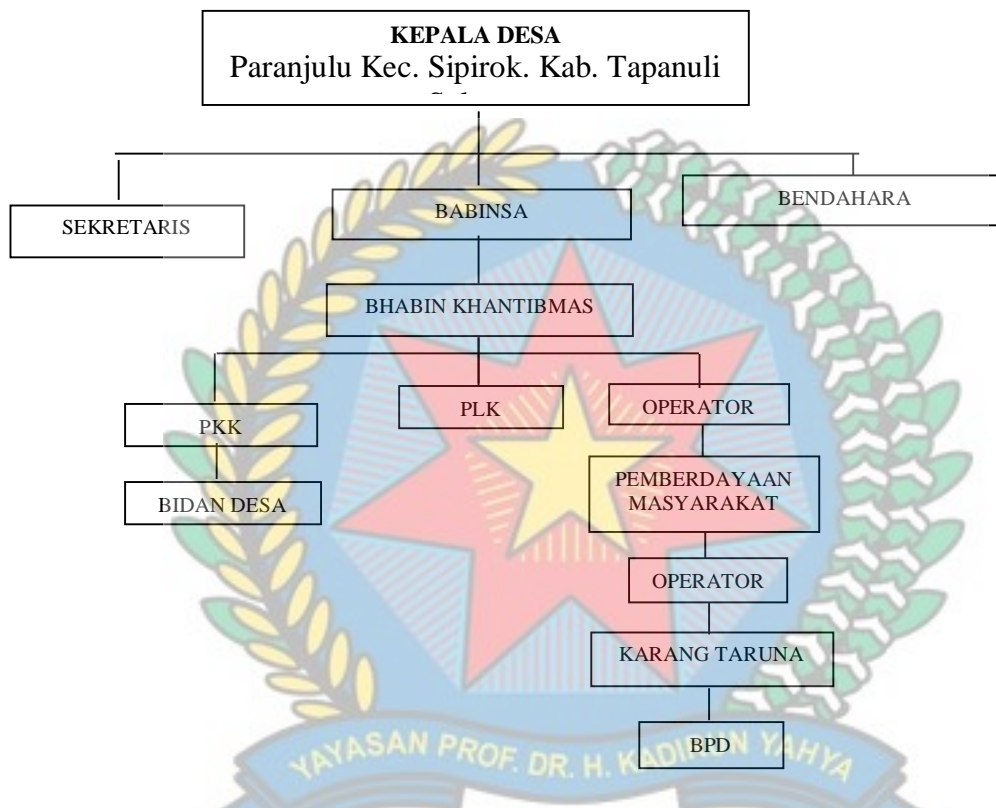 KEPALA DESA
Paranjulu Kec. Sipirok. Kab. Tapanuli
SEKRETARIS
BABINSA
BENDAHARA
BHABIN KHANTIBMAS
PKK
PLK
OPERATOR
BIDAN DESA
PEMBERDAYAAN
MASYARAKAT
OPERATOR
KARANG TARUNA
BPD
YAYASAN PROF. DR. H. KADIRUN YAHYA